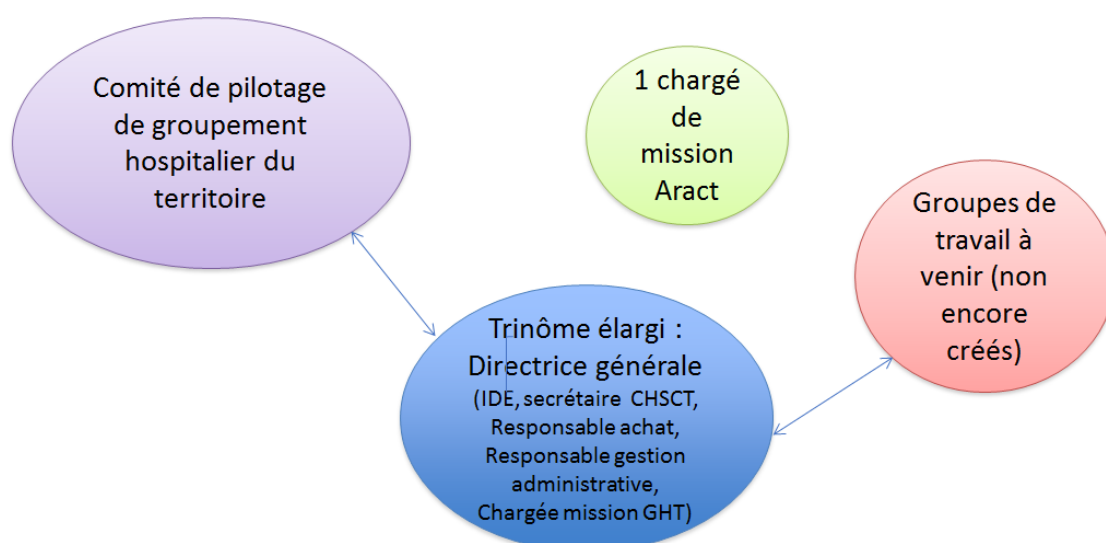 Comité de pilotage
de groupement
hospitalier du
territoire
1 chargé
de
mission
Aract
Groupes de
travail à
venir (non
encore
créés)
Trinôme élargi :
Directrice générale
(IDE, secrétaire CHSCT,
Responsable achat,
Responsable gestion
administrative,
Chargée mission GHT)